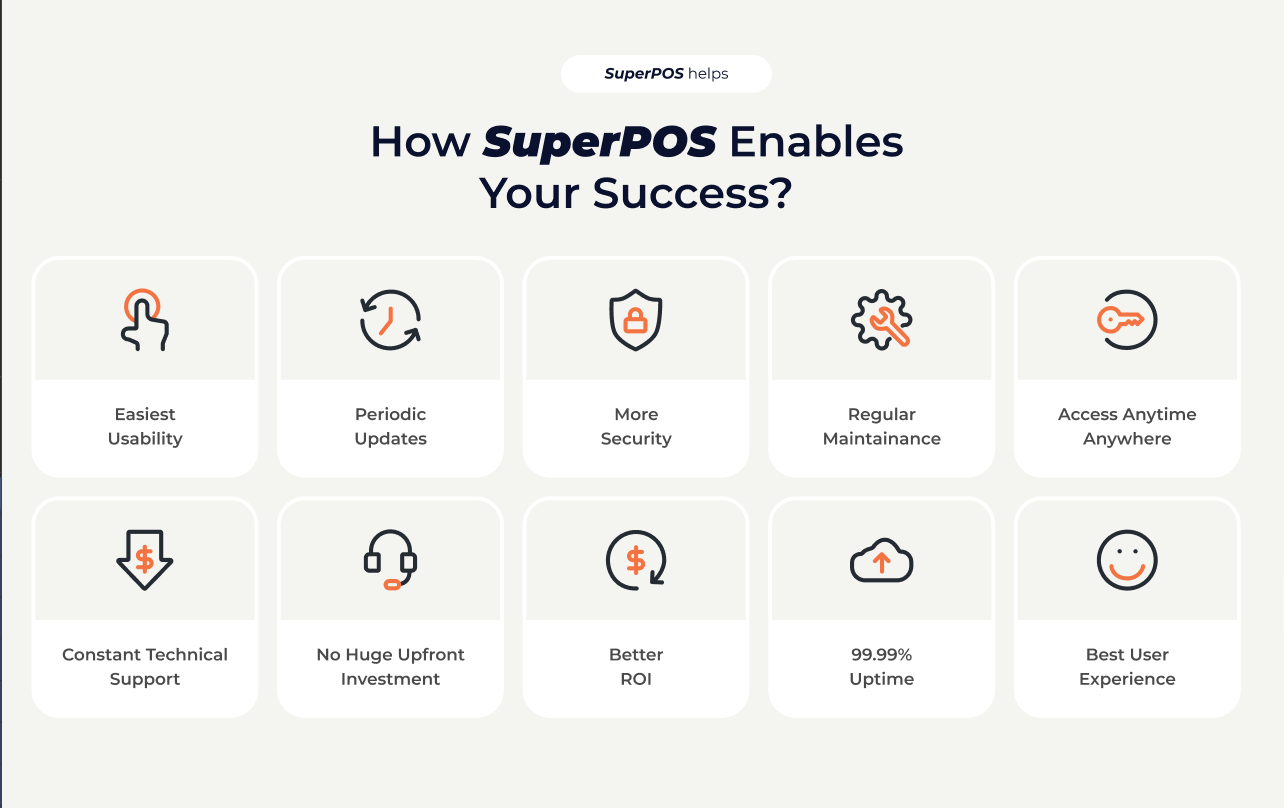 SuperPOS helps
How SuperPOS Enables
Your Success?
Easiest
Usability
Periodic
Updates
More
Security
Regular
Maintainance
Access Anytime
Anywhere
Constant Technical
Support
No Huge Upfront
Investment
Better
ROI
99.99%
Uptime
Best User
Experience